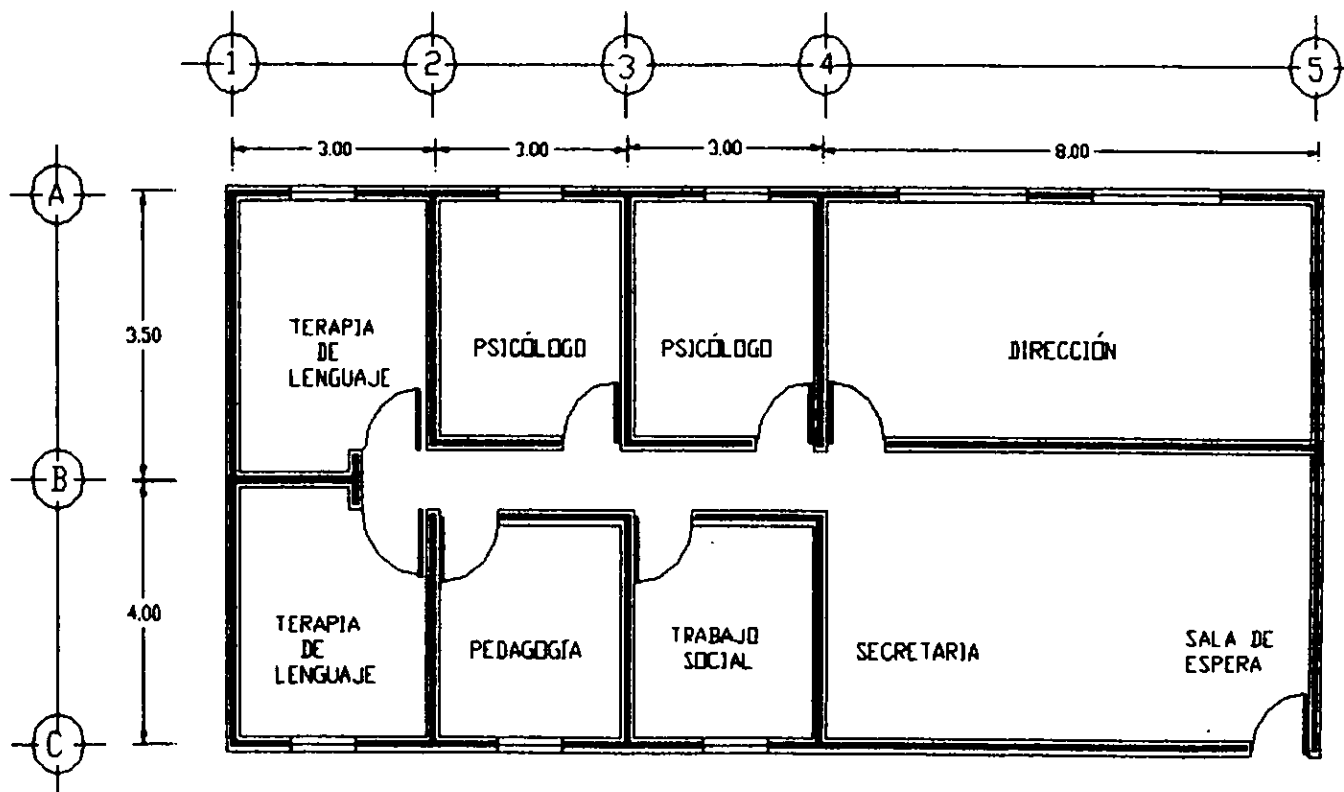 1 2 3 4 5
3.00 3.00 3.00 8.00
A
3.50
TERAPIA
DE
LENGUAJE
PSICÓLOGO
PSICÓLOGO
DIRECCIÓN
B
4.00
TERAPIA
DE
LENGUAJE
PEDAGOGÍA
TRABAJO
SOCIAL
SECRETARIA
SALA DE
ESPERA
C